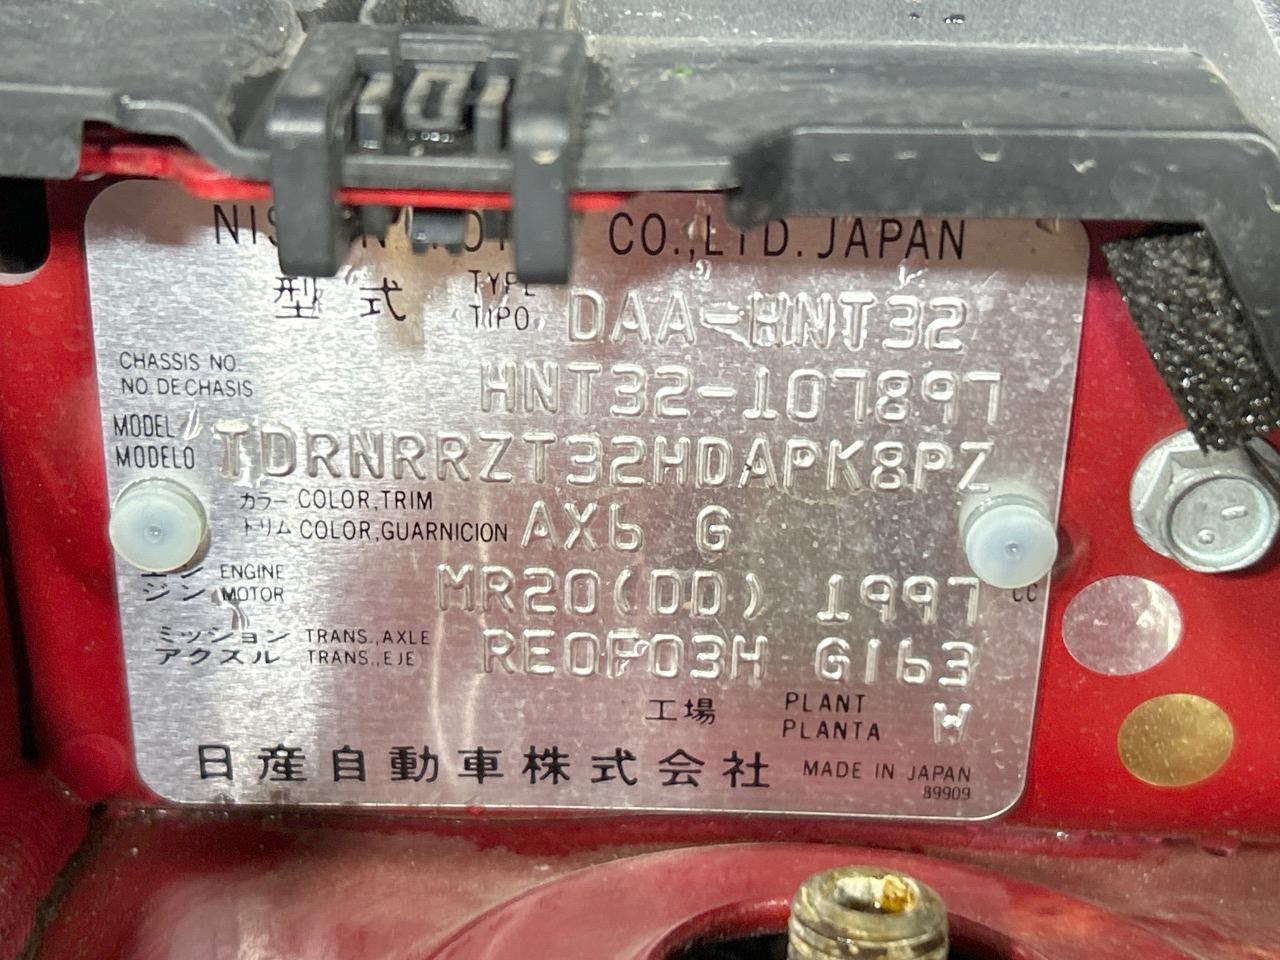 CO.,LTD. JAPAN
型式 TYPE TIPO DAA-HNT32
CHASSIS NO. NO. DE CHASIS HNT32-107897
MODEL MODELO TDRNRRZT32HDAPK8PZ
カラー COLOR,TRIM
トリム COLOR,GUARNICION AX6 G
ENGINE
ジン MOTOR MR20(DD) 1997 CC
ミッション TRANS.,AXLE
アクスル TRANS.,EJE RE0F03H G163
工場 PLANT PLANTA W
日産自動車株式会社 MADE IN JAPAN
89909